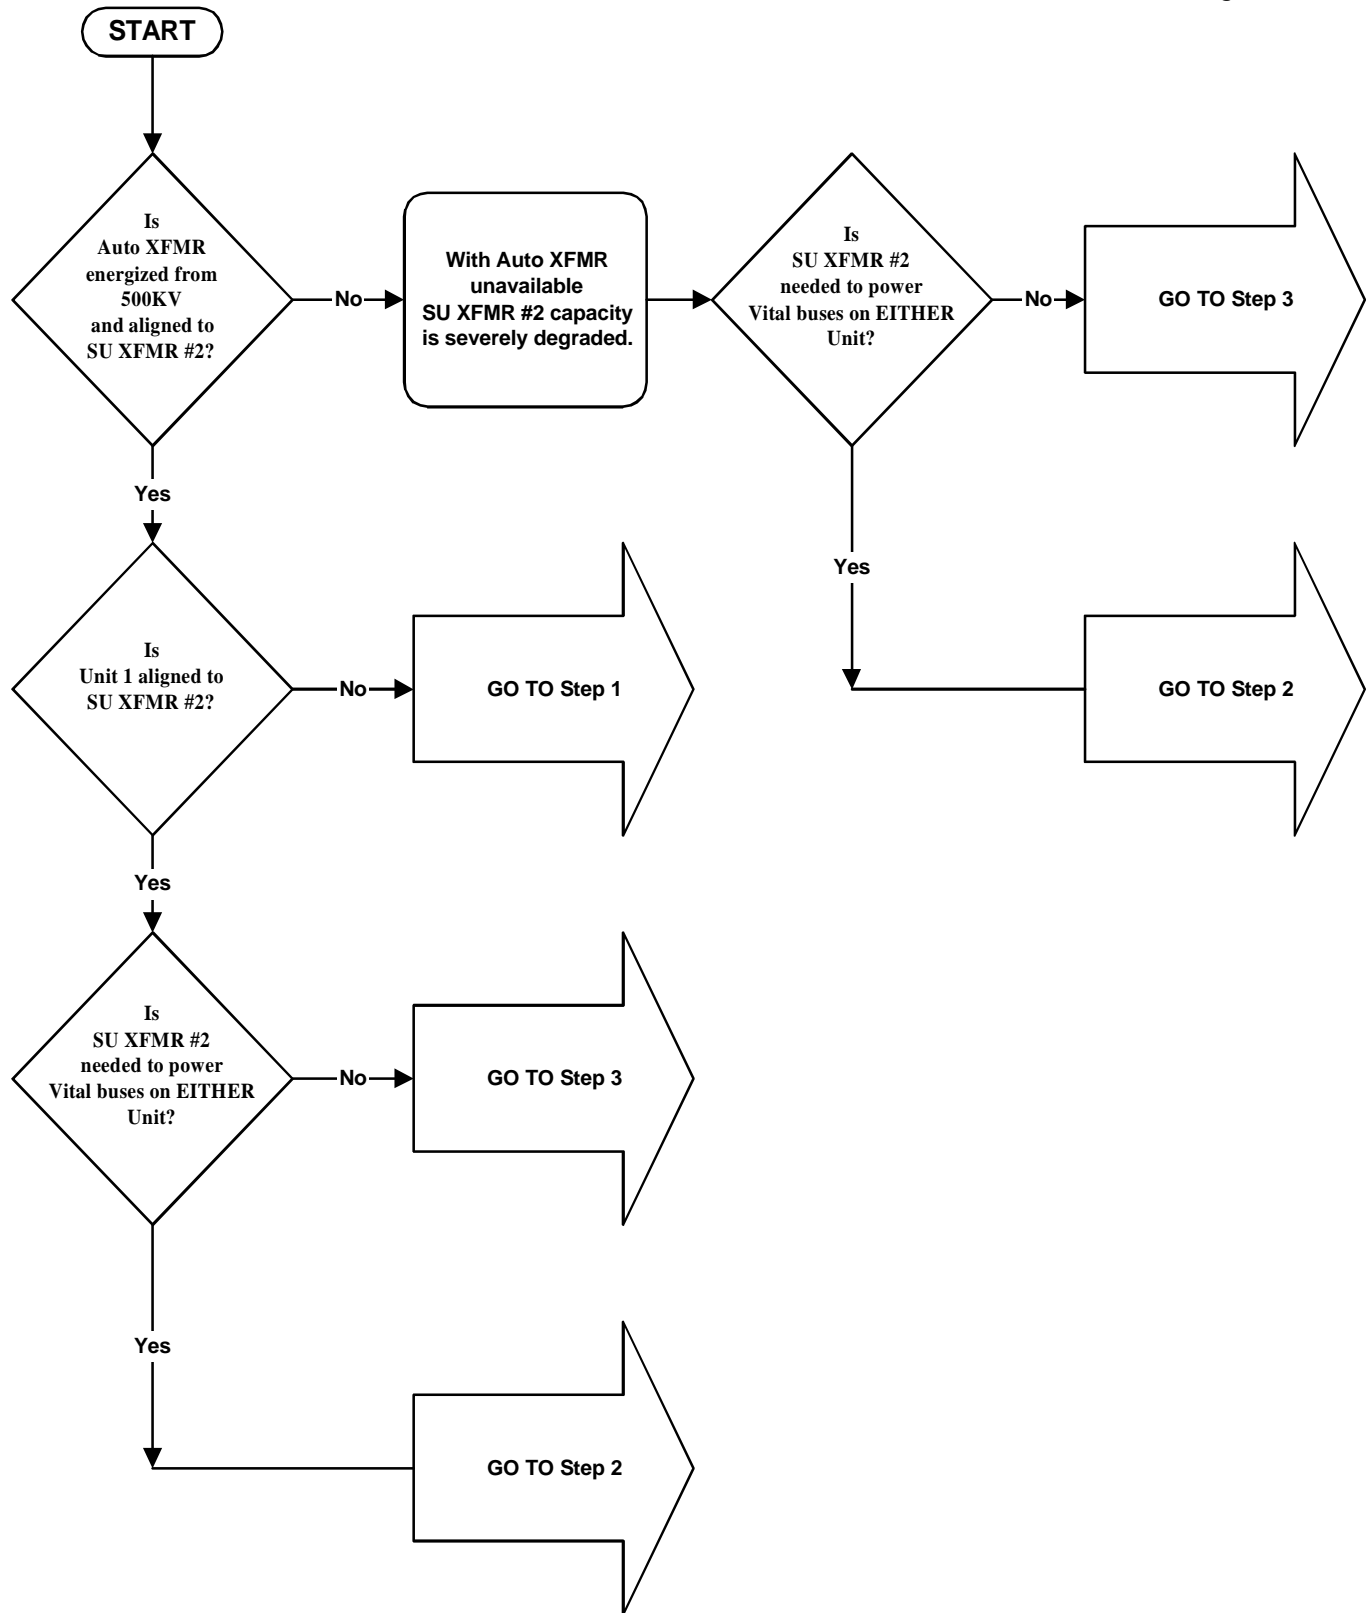 START
Is
Auto XFMR
energized from
500KV
and aligned to
SU XFMR #2?
No
With Auto XFMR
unavailable
SU XFMR #2 capacity
is severely degraded.
Is
SU XFMR #2
needed to power
Vital buses on EITHER
Unit?
No
GO TO Step 3
Yes
Yes
Is
Unit 1 aligned to
SU XFMR #2?
No
GO TO Step 1
GO TO Step 2
Yes
Is
SU XFMR #2
needed to power
Vital buses on EITHER
Unit?
No
GO TO Step 3
Yes
GO TO Step 2